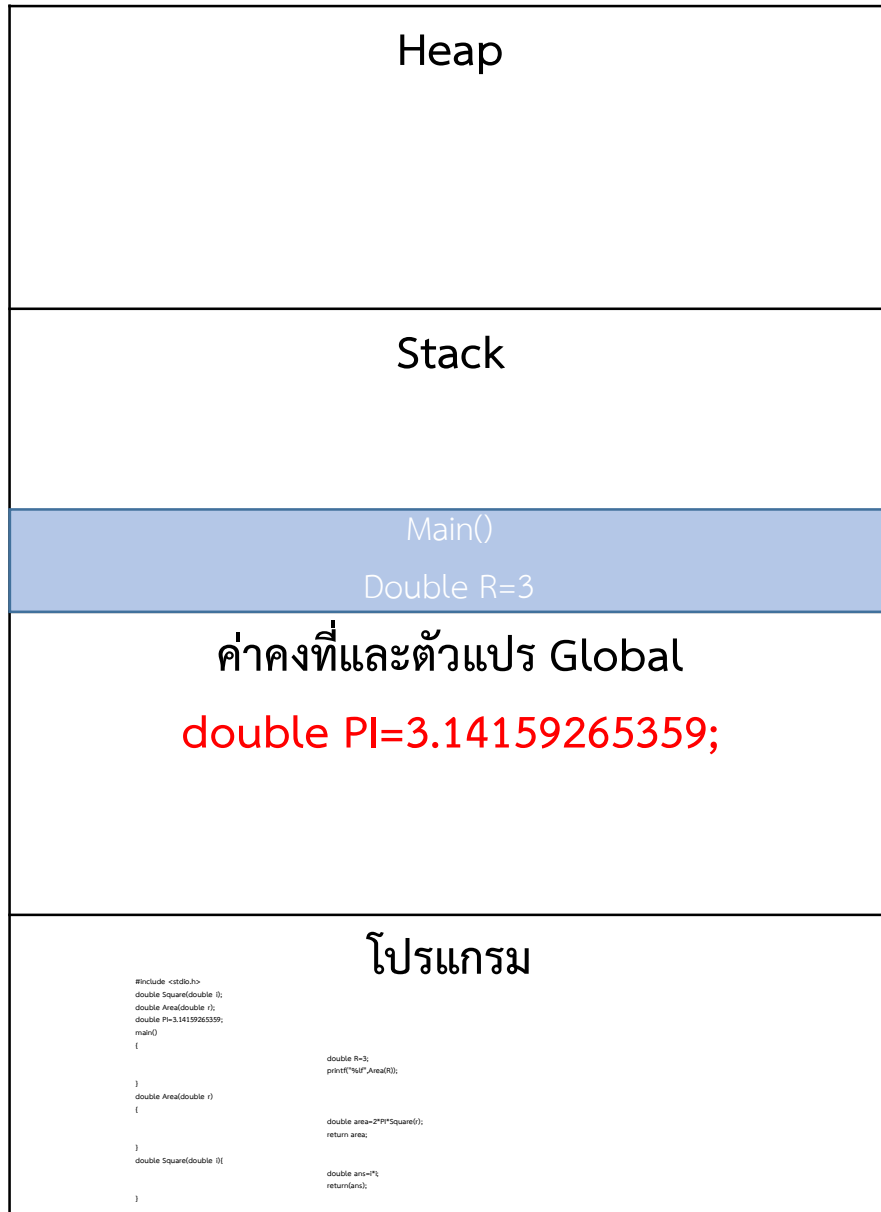 Heap
Stack
Main()
Double R=3
ค่าคงที่และตัวแปร Global
double PI=3.14159265359;
โปรแกรม
#include <stdio.h>
double Square(double i);
double Area(double r);
double PI=3.14159265359;
main()
{
double R=3;
printf("%lf",Area(R));
}
double Area(double r)
{
double area=2*PI*Square(r);
return area;
}
double Square(double i){
double ans=i*i;
return(ans);
}